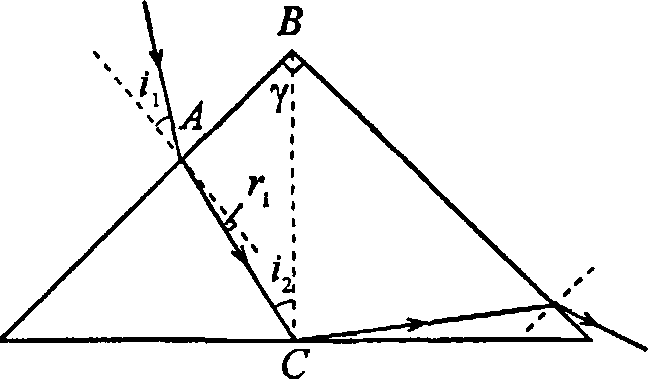 B
i₁
γ
A
r₁
i₂
C